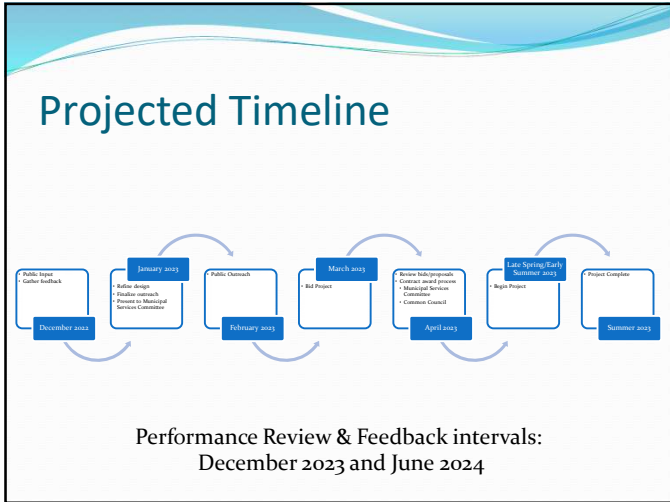 Projected Timeline
• Public Input
• Gather feedback
December 2022
January 2023
• Refine design
• Finalize outreach
• Present to Municipal
Services Committee
• Public Outreach
February 2023
March 2023
• Bid Project
• Review bids/proposals
• Contract award process
• Municipal Services
Committee
• Common Council
April 2023
Late Spring/Early
Summer 2023
• Begin Project
• Project Complete
Summer 2023
Performance Review & Feedback intervals:
December 2023 and June 2024